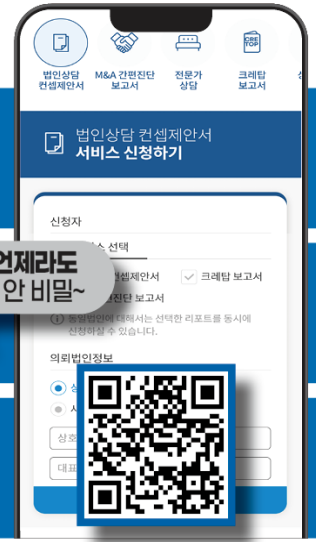 CRE
TOP
법인상담
컨셉제안서
M&A 간편진단
보고서
전문가
상담
크레탑
보고서
법인상담 컨셉제안서
서비스 신청하기
신청자
스 선택
언제라도
안 비밀~
컨셉제안서
크레탑 보고서
진단 보고서
동일법인에 대해서는 선택한 리포트를 동시에
신청하실 수 있습니다.
의뢰법인정보
상호
대표